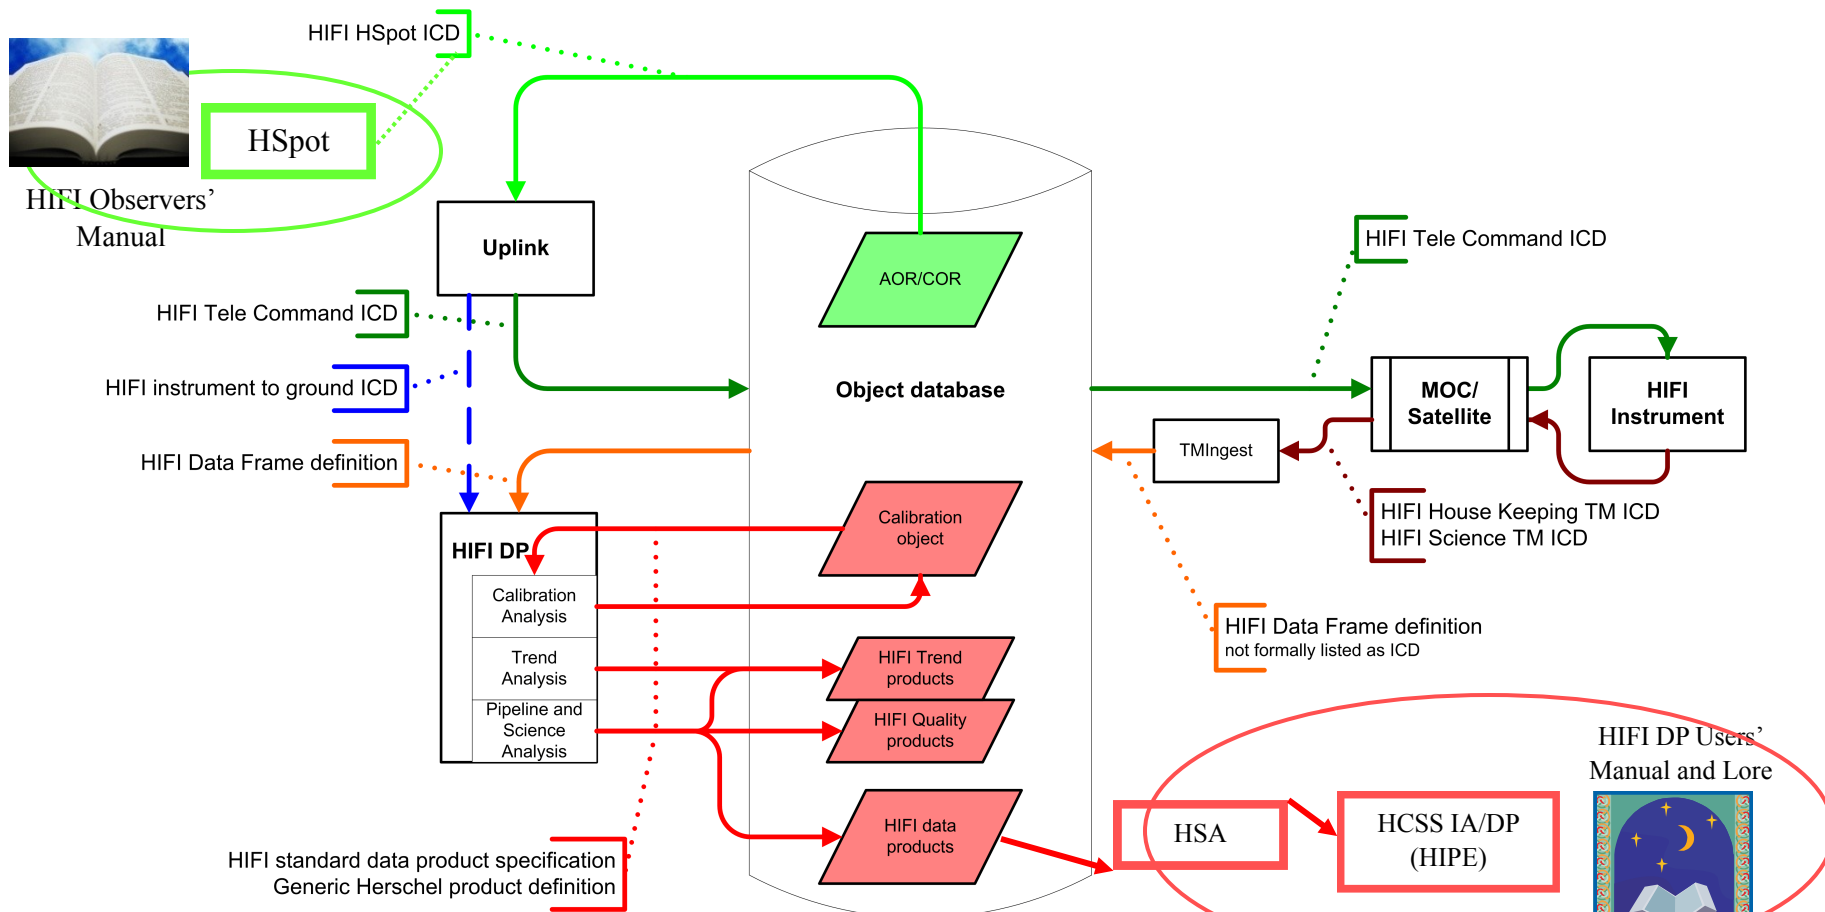 HIFI HSpot ICD
HSpot
HIFI Observers’
Manual
Uplink
AOR/COR
HIFI Tele Command ICD
HIFI Tele Command ICD
HIFI instrument to ground ICD
Object database
MOC/
Satellite
HIFI
Instrument
HIFI Data Frame definition
TMIngest
HIFI House Keeping TM ICD
HIFI Science TM ICD
Calibration
object
HIFI DP
Calibration
Analysis
HIFI Data Frame definition
not formally listed as ICD
Trend
Analysis
HIFI Trend
products
Pipeline and
Science
Analysis
HIFI Quality
products
HIFI DP Users’
Manual and Lore
HIFI data
products
HSA
HCSS IA/DP
(HIPE)
HIFI standard data product specification
Generic Herschel product definition